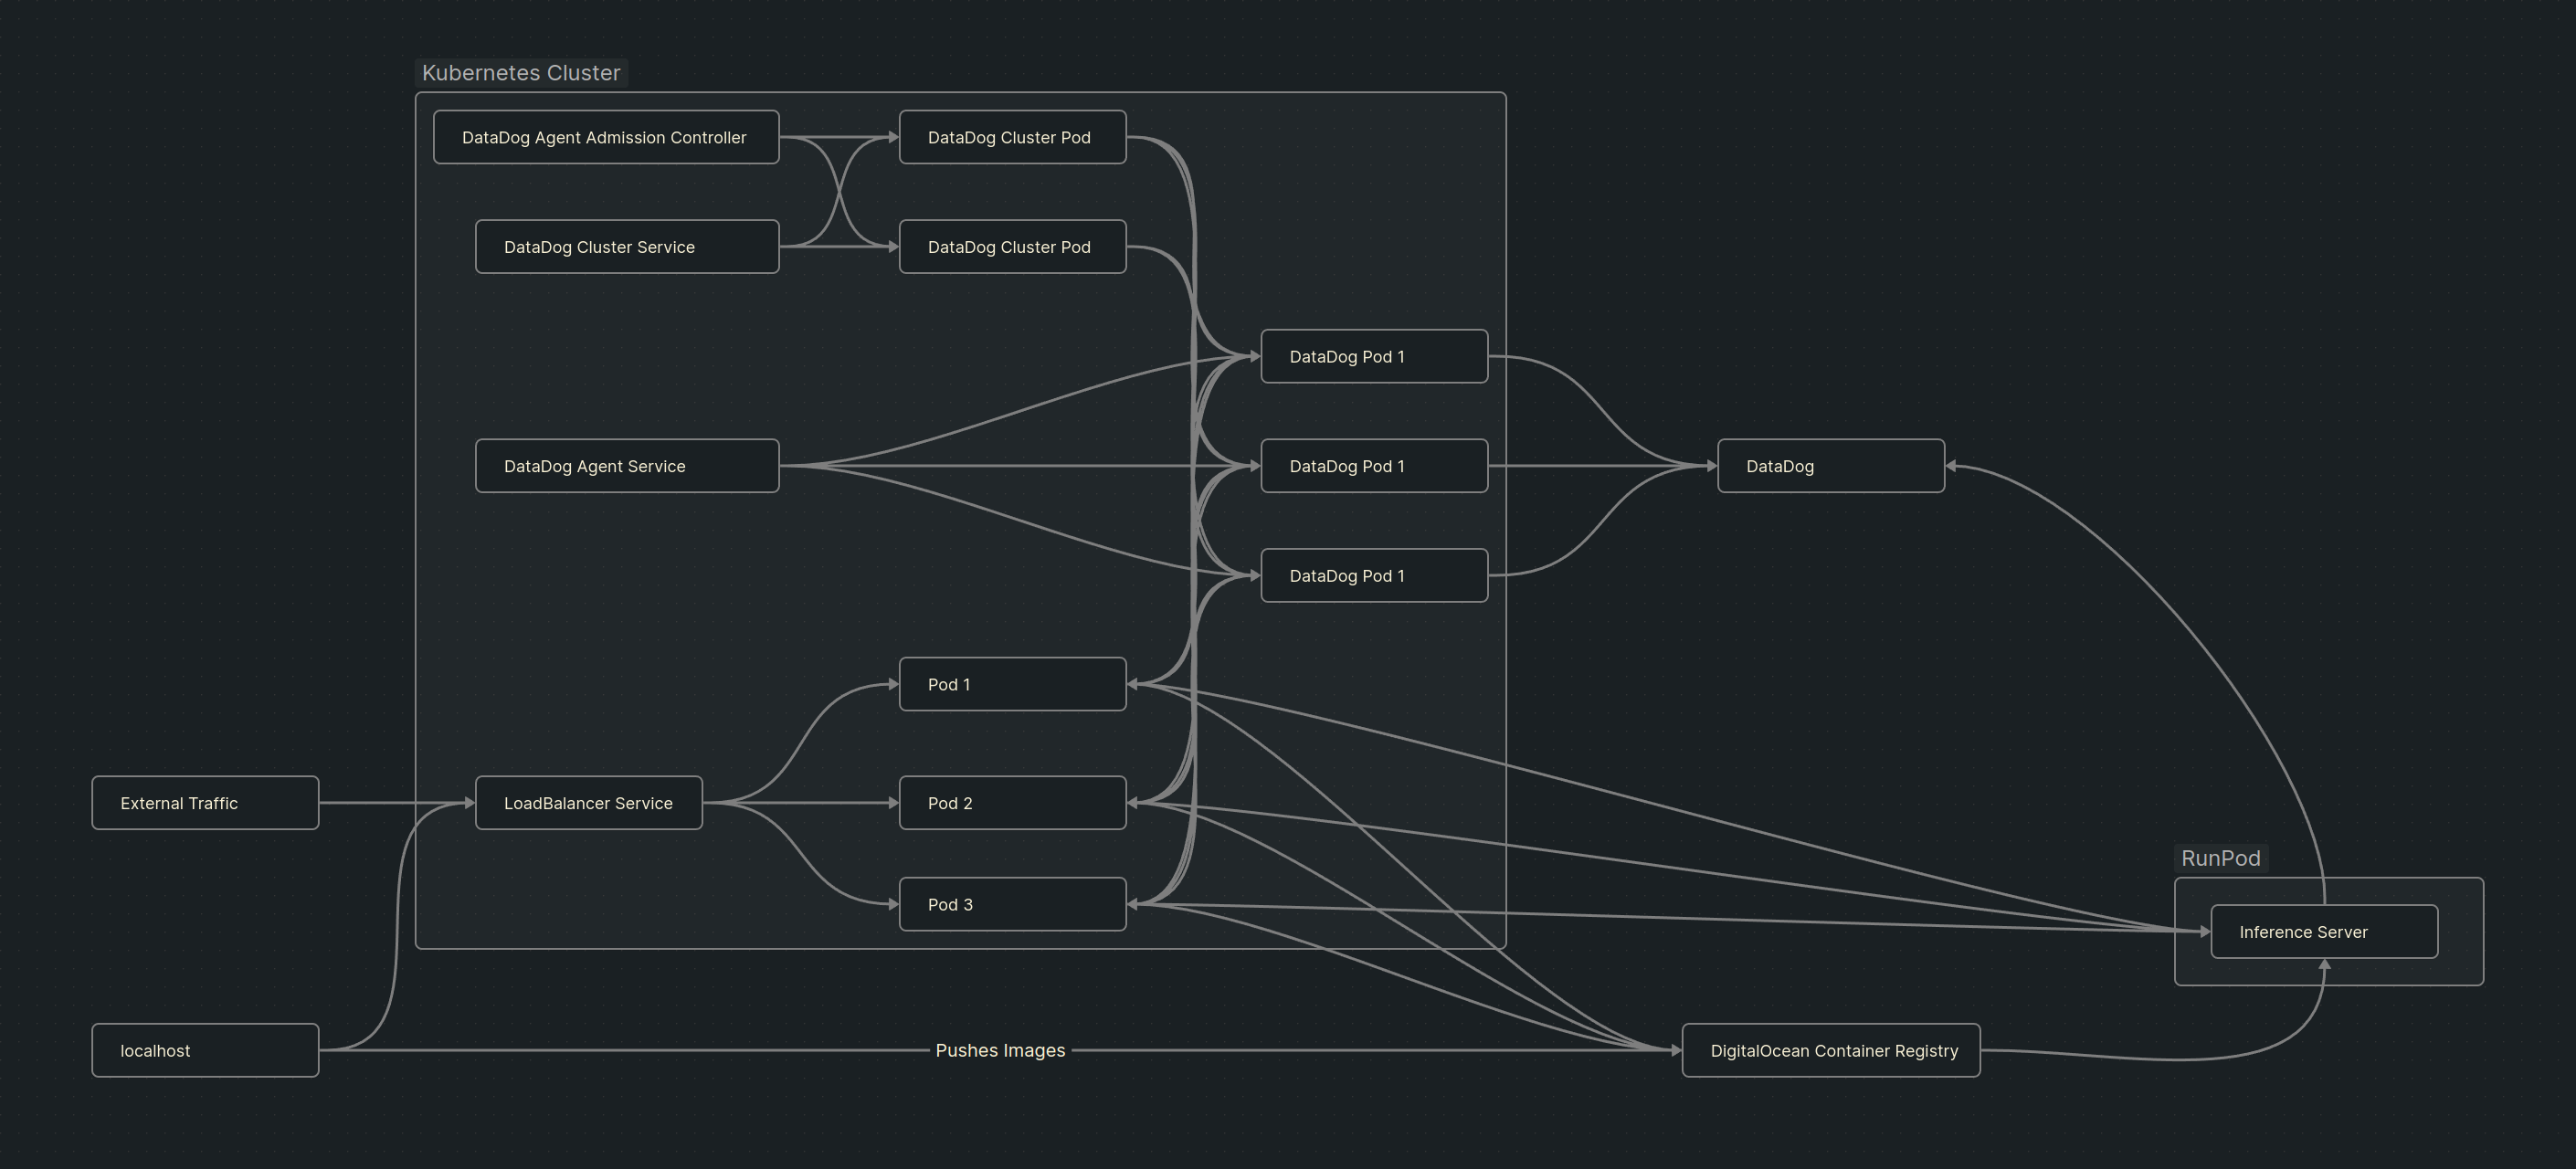 Kubernetes Cluster
DataDog Agent Admission Controller
DataDog Cluster Pod
DataDog Cluster Service
DataDog Cluster Pod
DataDog Pod 1
DataDog Agent Service
DataDog Pod 1
DataDog
DataDog Pod 1
Pod 1
External Traffic
LoadBalancer Service
Pod 2
RunPod
Pod 3
Inference Server
localhost
Pushes Images
DigitalOcean Container Registry